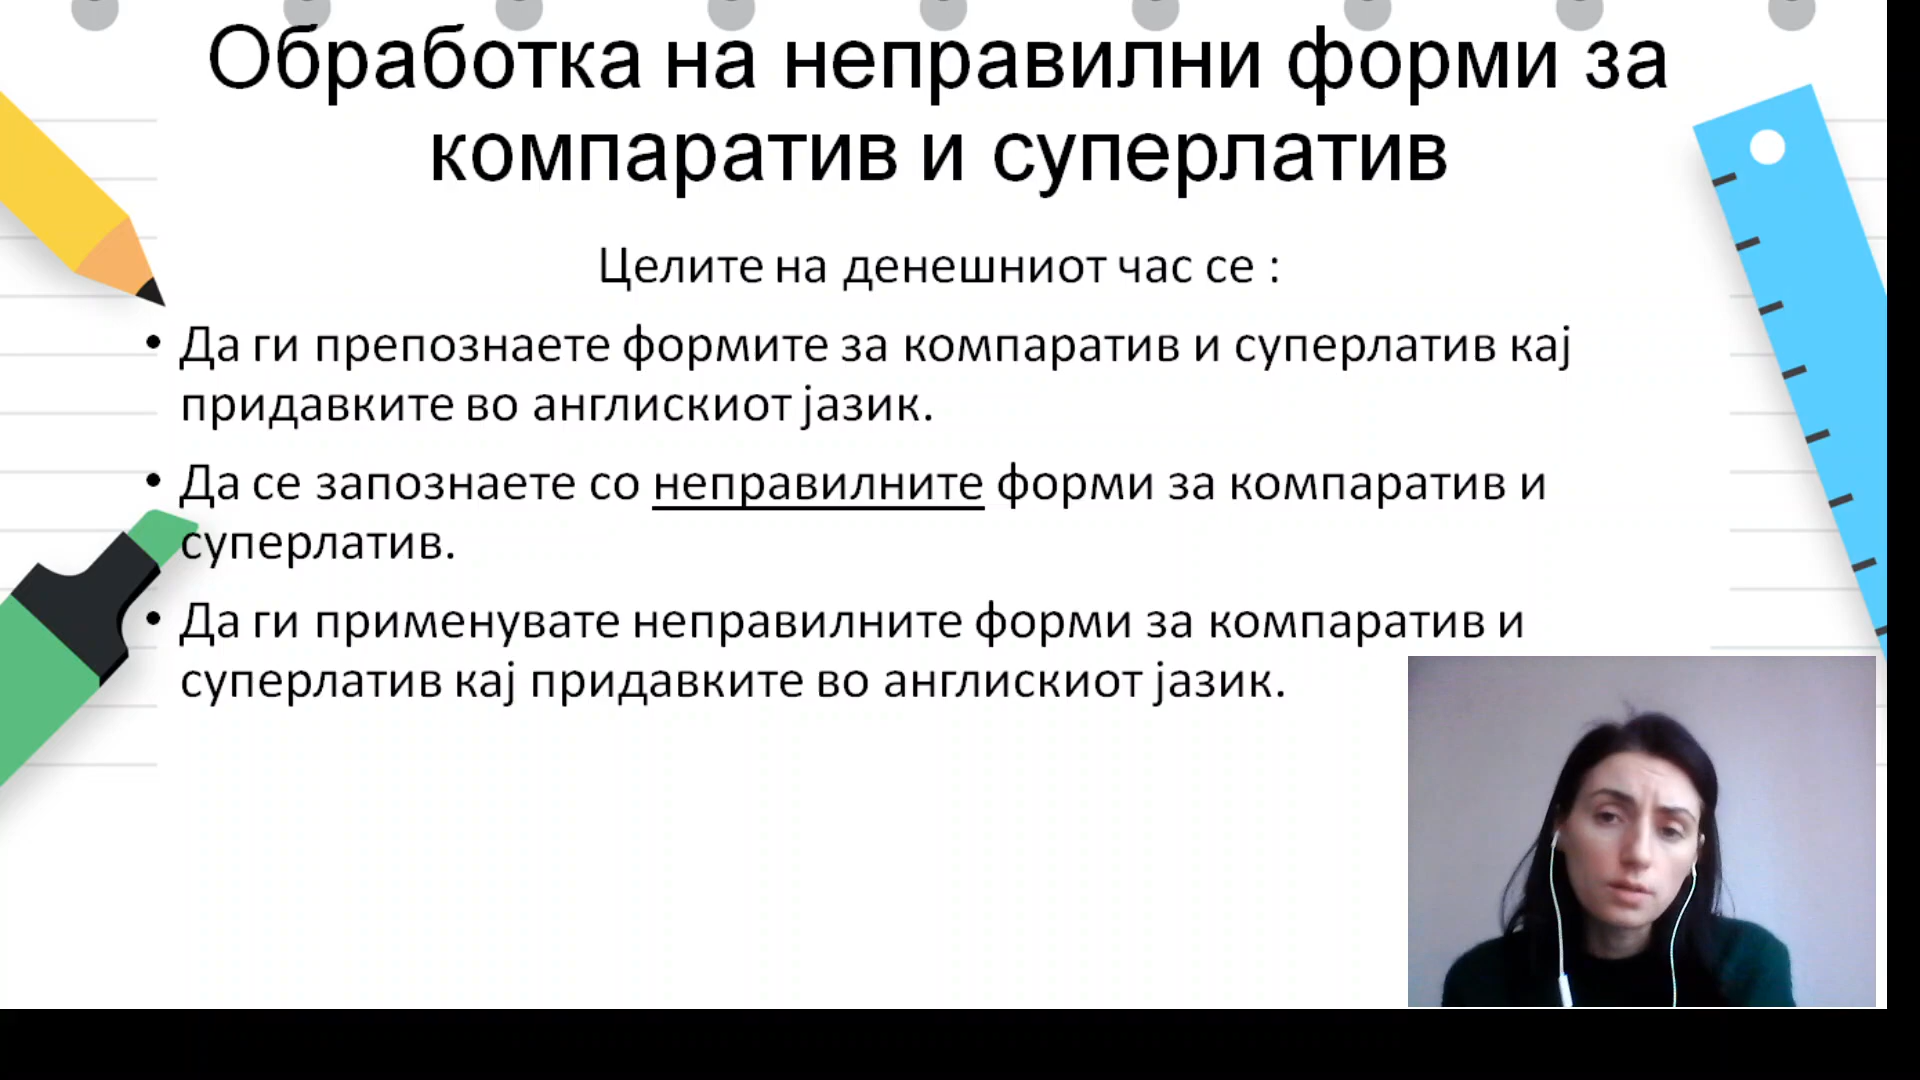 Обработка на неправилни форми за
компаратив и суперлатив
Целите на денешниот час се :
• Да ги препознаете формите за компаратив и суперлатив кај
придавките во англискиот јазик.
• Да се запознаете со неправилните форми за компаратив и
суперлатив.
• Да ги применувате неправилните форми за компаратив и
суперлатив кај придавките во англискиот јазик.